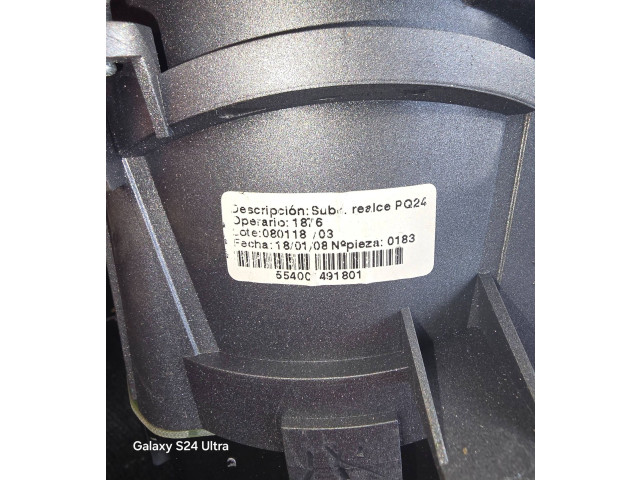 Descripción: Subc. realce PQ24
Operario: 1876
Lote: 080118 /03
Fecha: 18/01/08 Nºpieza: 0183
55400 491801
Galaxy S24 Ultra